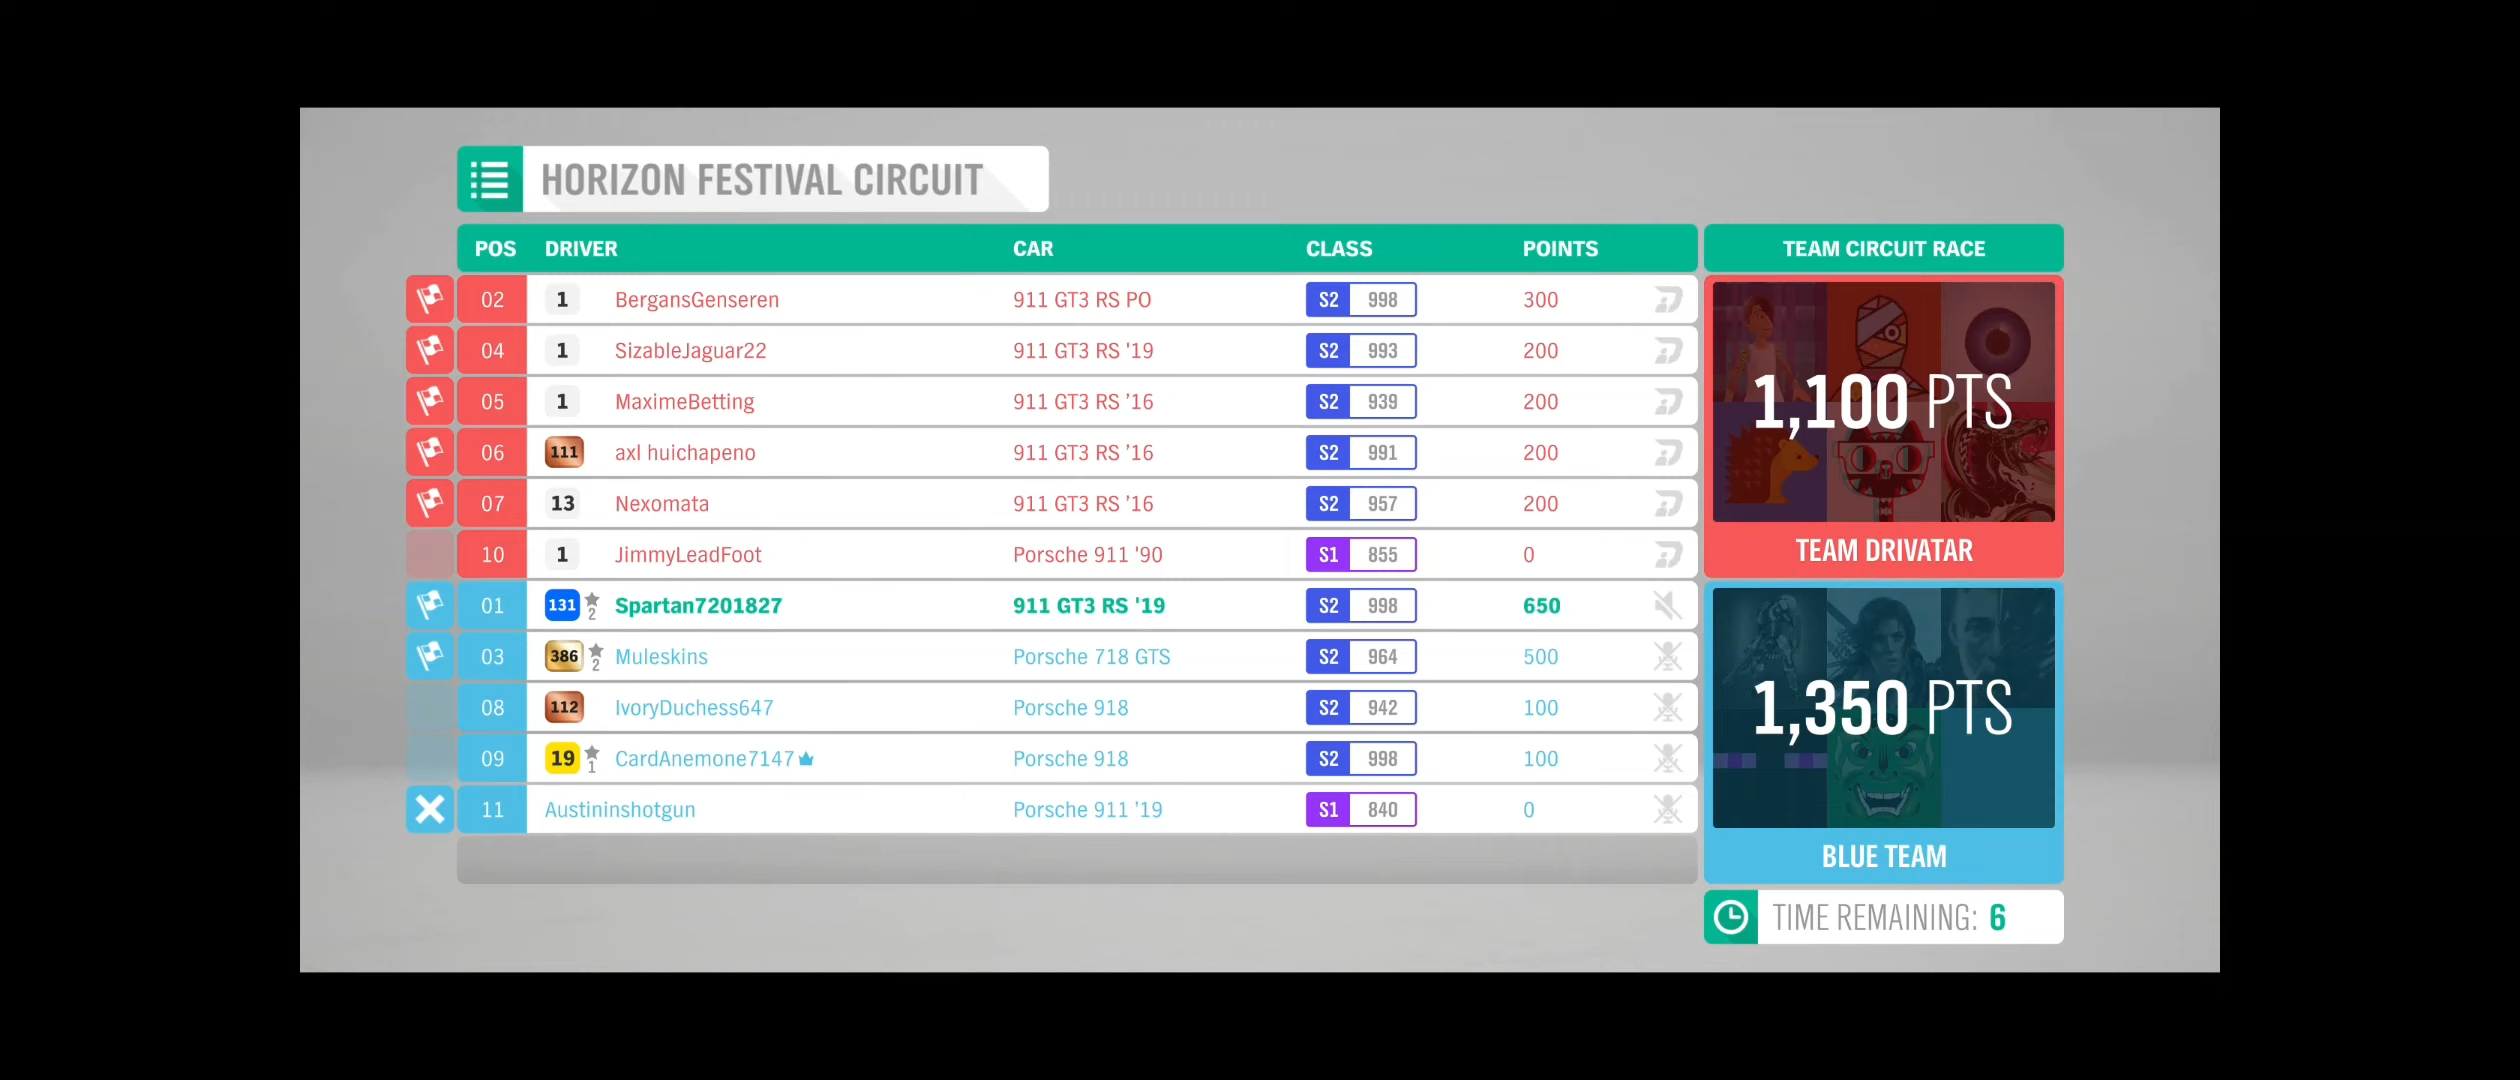 HORIZON FESTIVAL CIRCUIT
POS DRIVER CAR CLASS POINTS
02 1 BergansGenseren 911 GT3 RS PO S2 998 300
04 1 SizableJaguar22 911 GT3 RS '19 S2 993 200
05 1 MaximeBetting 911 GT3 RS '16 S2 939 200
06 111 axl huichapeno 911 GT3 RS '16 S2 991 200
07 13 Nexomata 911 GT3 RS '16 S2 957 200
10 1 JimmyLeadFoot Porsche 911 '90 S1 855 0
01 131 2 Spartan7201827 911 GT3 RS '19 S2 998 650
03 386 2 Muleskins Porsche 718 GTS S2 964 500
08 112 IvoryDuchess647 Porsche 918 S2 942 100
09 19 1 CardAnemone7147 Porsche 918 S2 998 100
11 Austininshotgun Porsche 911 '19 S1 840 0
TEAM CIRCUIT RACE
1,100 PTS
TEAM DRIVATAR
1,350 PTS
BLUE TEAM
TIME REMAINING: 6